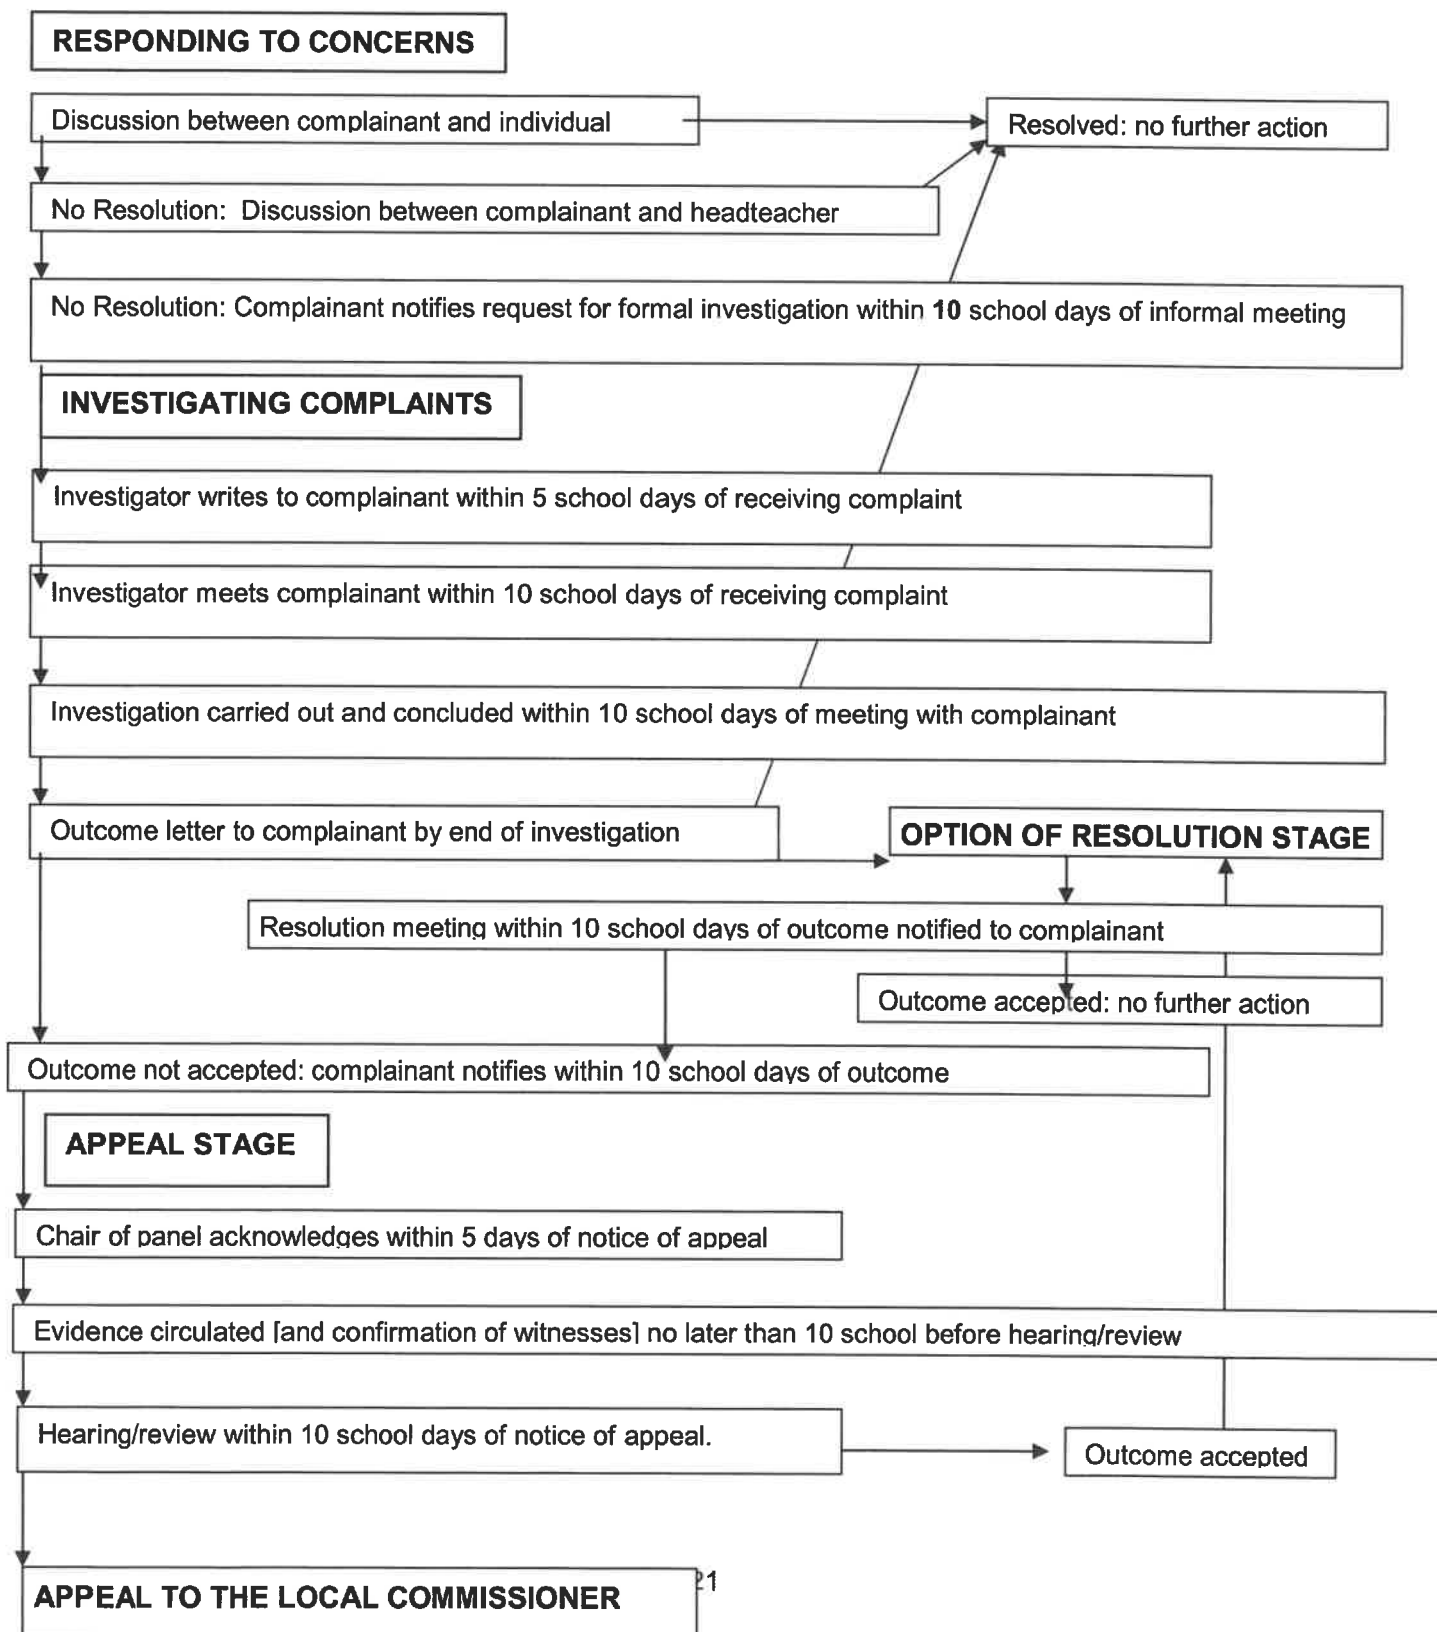 RESPONDING TO CONCERNS
Discussion between complainant and individual
Resolved: no further action
No Resolution: Discussion between complainant and headteacher
No Resolution: Complainant notifies request for formal investigation within 10 school days of informal meeting
INVESTIGATING COMPLAINTS
Investigator writes to complainant within 5 school days of receiving complaint
Investigator meets complainant within 10 school days of receiving complaint
Investigation carried out and concluded within 10 school days of meeting with complainant
Outcome letter to complainant by end of investigation
OPTION OF RESOLUTION STAGE
Resolution meeting within 10 school days of outcome notified to complainant
Outcome accepted: no further action
Outcome not accepted: complainant notifies within 10 school days of outcome
APPEAL STAGE
Chair of panel acknowledges within 5 days of notice of appeal
Evidence circulated [and confirmation of witnesses] no later than 10 school before hearing/review
Hearing/review within 10 school days of notice of appeal.
Outcome accepted
21
APPEAL TO THE LOCAL COMMISSIONER